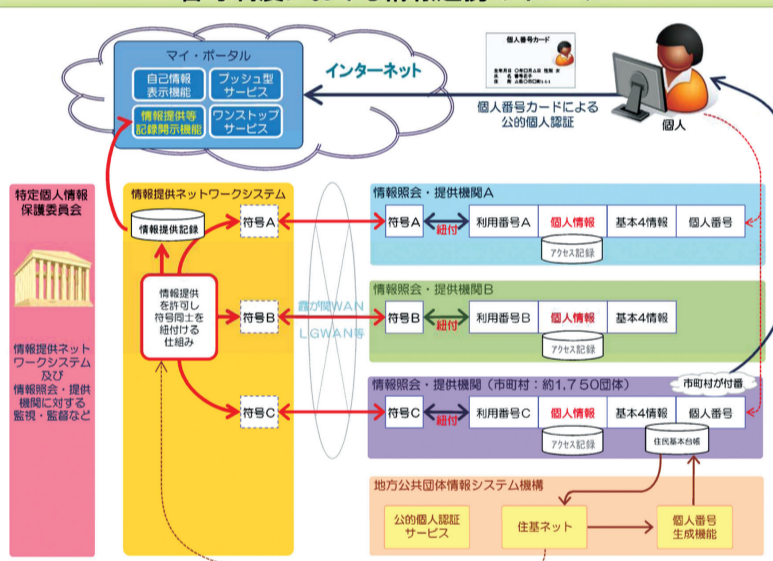 マイ・ポータル
自己情報
表示機能
プッシュ型
サービス
情報提供等
記録開示機能
ワンストップ
サービス
インターネット
個人番号カード
個人番号カードによる
公的個人認証
個人
特定個人情報
保護委員会
情報提供ネット
ワークシステム
及び
情報照会・提供
機関に対する
監視・監督など
情報提供ネットワークシステム
情報提供記録
符号A
情報提供
を許可し
符号同士を
紐付ける
仕組み
符号B
符号C
霞が関WAN
LGWAN等
情報照会・提供機関A
符号A
紐付
利用番号A
個人情報
基本4情報
個人番号
アクセス記録
情報照会・提供機関B
符号B
紐付
利用番号B
個人情報
基本4情報
アクセス記録
情報照会・提供機関(市町村:約1,750団体)
市町村が付番
符号C
紐付
利用番号C
個人情報
基本4情報
個人番号
アクセス記録
住民基本台帳
地方公共団体情報システム機構
公的個人認証
サービス
住基ネット
個人番号
生成機能